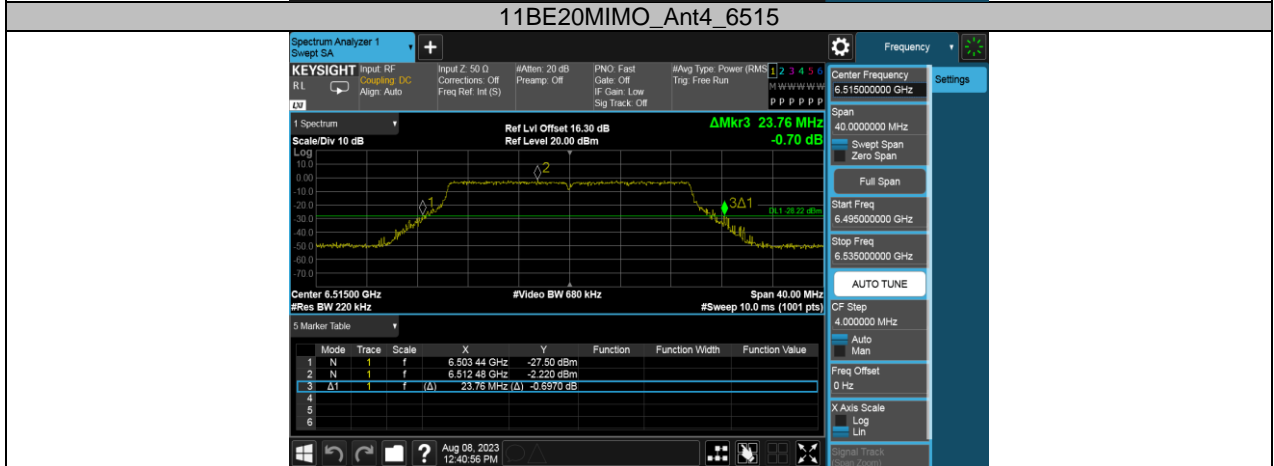 11BE20MIMO_Ant4_6515
Spectrum Analyzer 1
Swept SA
Frequency
KEYSIGHT
RL
LXI
Input: RF
Coupling: DC
Align: Auto
Input Z: 50 Ω
Corrections: Off
Freq Ref: Int (S)
#Atten: 20 dB
Preamp: Off
PNO: Fast
Gate: Off
IF Gain: Low
Sig Track: Off
#Avg Type: Power (RMS
Trig: Free Run
1 2 3 4 5 6
M W W W W W
P P P P P P
Center Frequency
6.515000000 GHz
Settings
1 Spectrum
Scale/Div 10 dB
Ref Lvl Offset 16.30 dB
Ref Level 20.00 dBm
ΔMkr3 23.76 MHz
-0.70 dB
Span
40.0000000 MHz
Swept Span
Zero Span
Full Span
Start Freq
6.495000000 GHz
Stop Freq
6.535000000 GHz
AUTO TUNE
CF Step
4.000000 MHz
Auto
Man
Freq Offset
0 Hz
X Axis Scale
Log
Lin
Signal Track
(Span Zoom)
Log
10.0
0.00
-10.0
-20.0
-30.0
-40.0
-50.0
-60.0
-70.0
1
2
3Δ1
DL1 -28.22 dBm
Center 6.51500 GHz
#Res BW 220 kHz
#Video BW 680 kHz
Span 40.00 MHz
#Sweep 10.0 ms (1001 pts)
5 Marker Table
Mode Trace Scale X Y Function Function Width Function Value
1 N 1 f 6.503 44 GHz -27.50 dBm
2 N 1 f 6.512 48 GHz -2.220 dBm
3 Δ1 1 f (Δ) 23.76 MHz (Δ) -0.6970 dB
4
5
6
Aug 08, 2023
12:40:56 PM